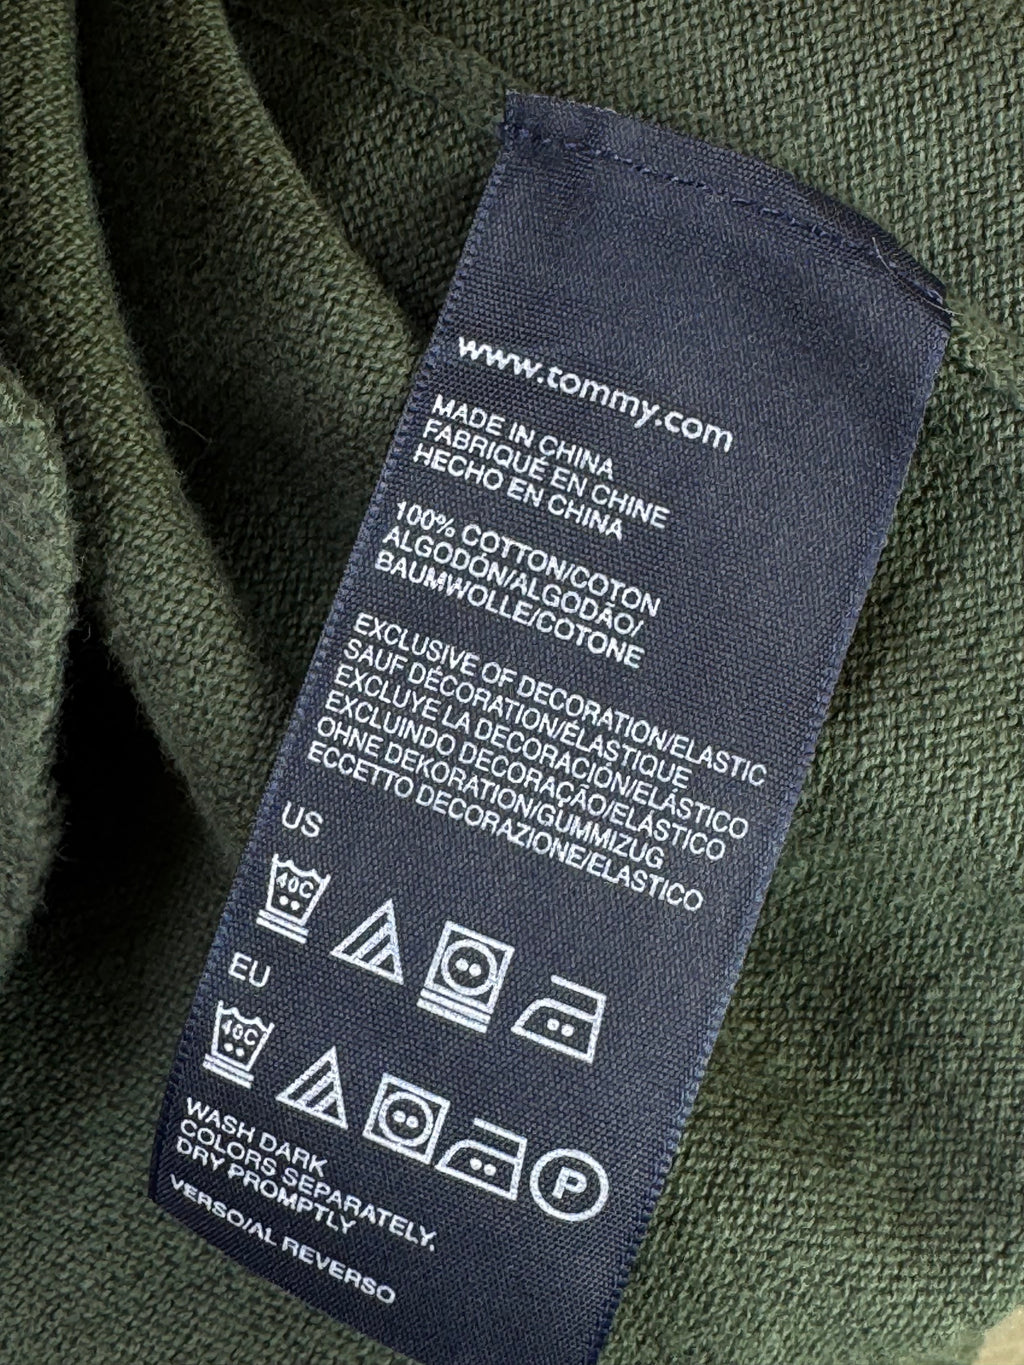 www.tommy.com
MADE IN CHINA
FABRIQUÉ EN CHINE
HECHO EN CHINA
100% COTTON/COTON
ALGODÓN/ALGODÃO/
BAUMWOLLE/COTONE
EXCLUSIVE OF DECORATION/ELASTIC
SAUF DÉCORATION/ÉLASTIQUE
EXCLUYE LA DECORACIÓN/ELÁSTICO
EXCLUINDO DECORAÇÃO/ELÁSTICO
OHNE DEKORATION/GUMMIZUG
ECCETTO DECORAZIONE/ELASTICO
US
40C
EU
40C
P
WASH DARK
COLORS SEPARATELY.
DRY PROMPTLY
VERSO/AL REVERSO